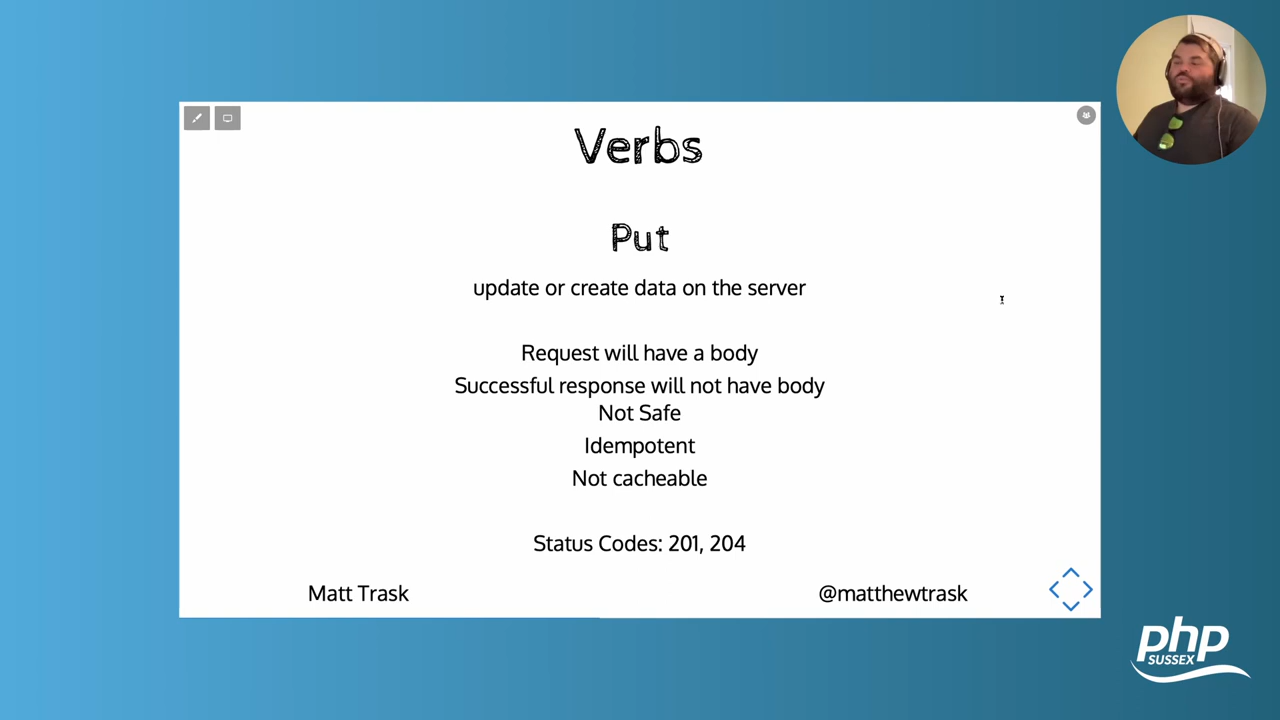 Verbs
Put
update or create data on the server
Request will have a body
Successful response will not have body
Not Safe
Idempotent
Not cacheable
Status Codes: 201, 204
Matt Trask
@matthewtrask
php
SUSSEX